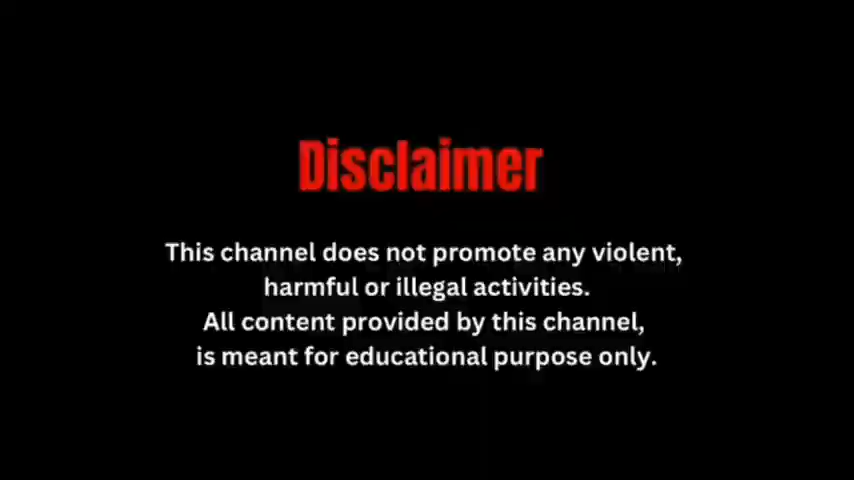 Disclaimer
This channel does not promote any violent,
harmful or illegal activities.
All content provided by this channel,
is meant for educational purpose only.